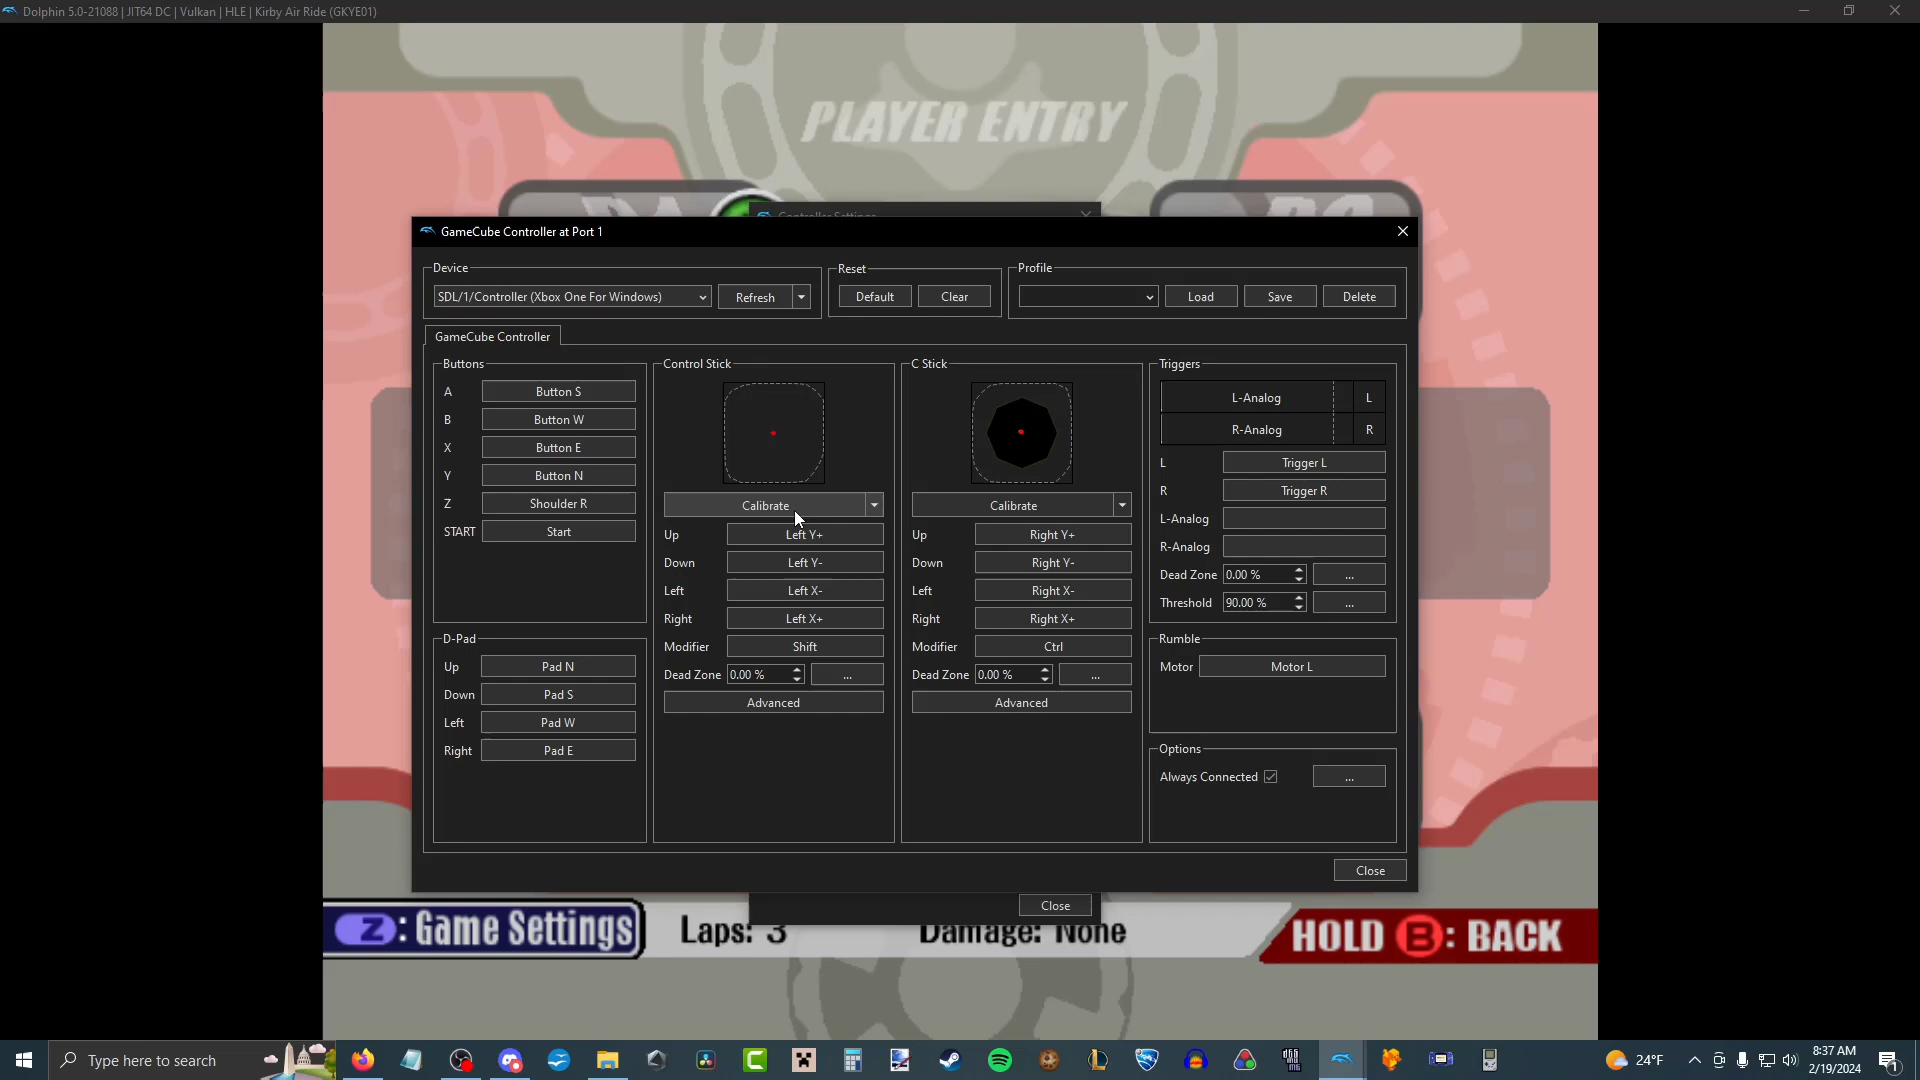 Dolphin 5.0-21088 | JIT64 DC | Vulkan | HLE | Kirby Air Ride (GKYE01)
PLAYER ENTRY
Controller Settings
GameCube Controller at Port 1
Device
SDL/1/Controller (Xbox One For Windows)
Refresh
Reset
Default
Clear
Profile
Load
Save
Delete
GameCube Controller
Buttons
A Button S
B Button W
X Button E
Y Button N
Z Shoulder R
START Start
D-Pad
Up Pad N
Down Pad S
Left Pad W
Right Pad E
Control Stick
Calibrate
Up Left Y+
Down Left Y-
Left Left X-
Right Left X+
Modifier Shift
Dead Zone 0.00 % ...
Advanced
C Stick
Calibrate
Up Right Y+
Down Right Y-
Left Right X-
Right Right X+
Modifier Ctrl
Dead Zone 0.00 % ...
Advanced
Triggers
L-Analog L
R-Analog R
L Trigger L
R Trigger R
L-Analog
R-Analog
Dead Zone 0.00 % ...
Threshold 90.00 % ...
Rumble
Motor Motor L
Options
Always Connected ...
Close
Close
Z: Game Settings Laps: 3 Damage: None HOLD B: BACK
Type here to search
24°F
8:37 AM
2/19/2024
1